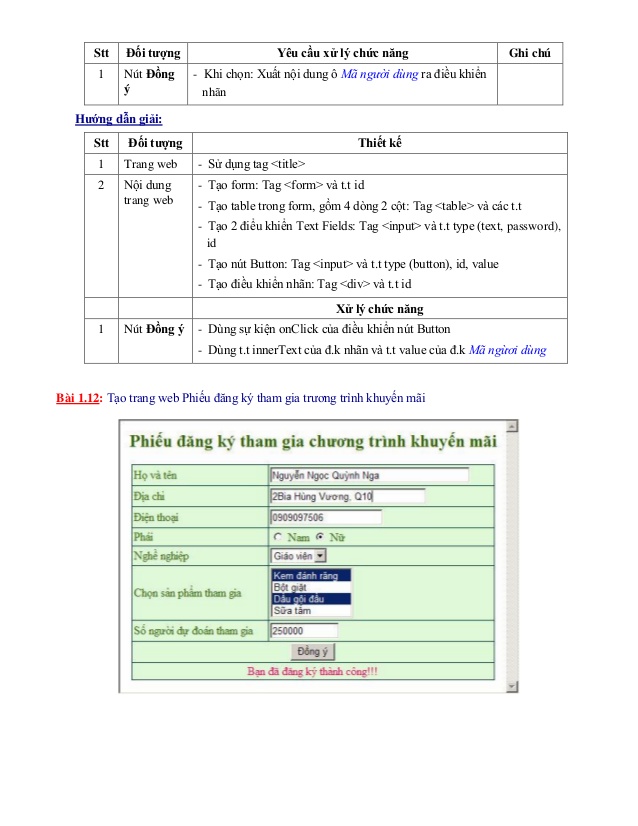 Stt Đối tượng Yêu cầu xử lý chức năng Ghi chú
1 Nút Đồng ý - Khi chọn: Xuất nội dung ô Mã người dùng ra điều khiển nhãn
Hướng dẫn giải:
Stt Đối tượng Thiết kế
1 Trang web - Sử dụng tag <title>
2 Nội dung trang web - Tạo form: Tag <form> và t.t id
- Tạo table trong form, gồm 4 dòng 2 cột: Tag <table> và các t.t
- Tạo 2 điều khiển Text Fields: Tag <input> và t.t type (text, password), id
- Tạo nút Button: Tag <input> và t.t type (button), id, value
- Tạo điều khiển nhãn: Tag <div> và t.t id
Xử lý chức năng
1 Nút Đồng ý - Dùng sự kiện onClick của điều khiển nút Button
- Dùng t.t innerText của đ.k nhãn và t.t value của đ.k Mã ngừơi dùng
Bài 1.12: Tạo trang web Phiếu đăng ký tham gia trương trình khuyến mãi
Phiếu đăng ký tham gia chương trình khuyến mãi
Họ và tên Nguyễn Ngọc Quỳnh Nga
Địa chỉ 2Bia Hùng Vương, Q10
Điện thoại 0909097506
Phái Nam Nữ
Nghề nghiệp Giáo viên
Chọn sản phẩm tham gia
Kem đánh răng
Bột giặt
Dầu gội đầu
Sữa tắm
Số người dự đoán tham gia 250000
Đồng ý
Bạn đã đăng ký thành công!!!